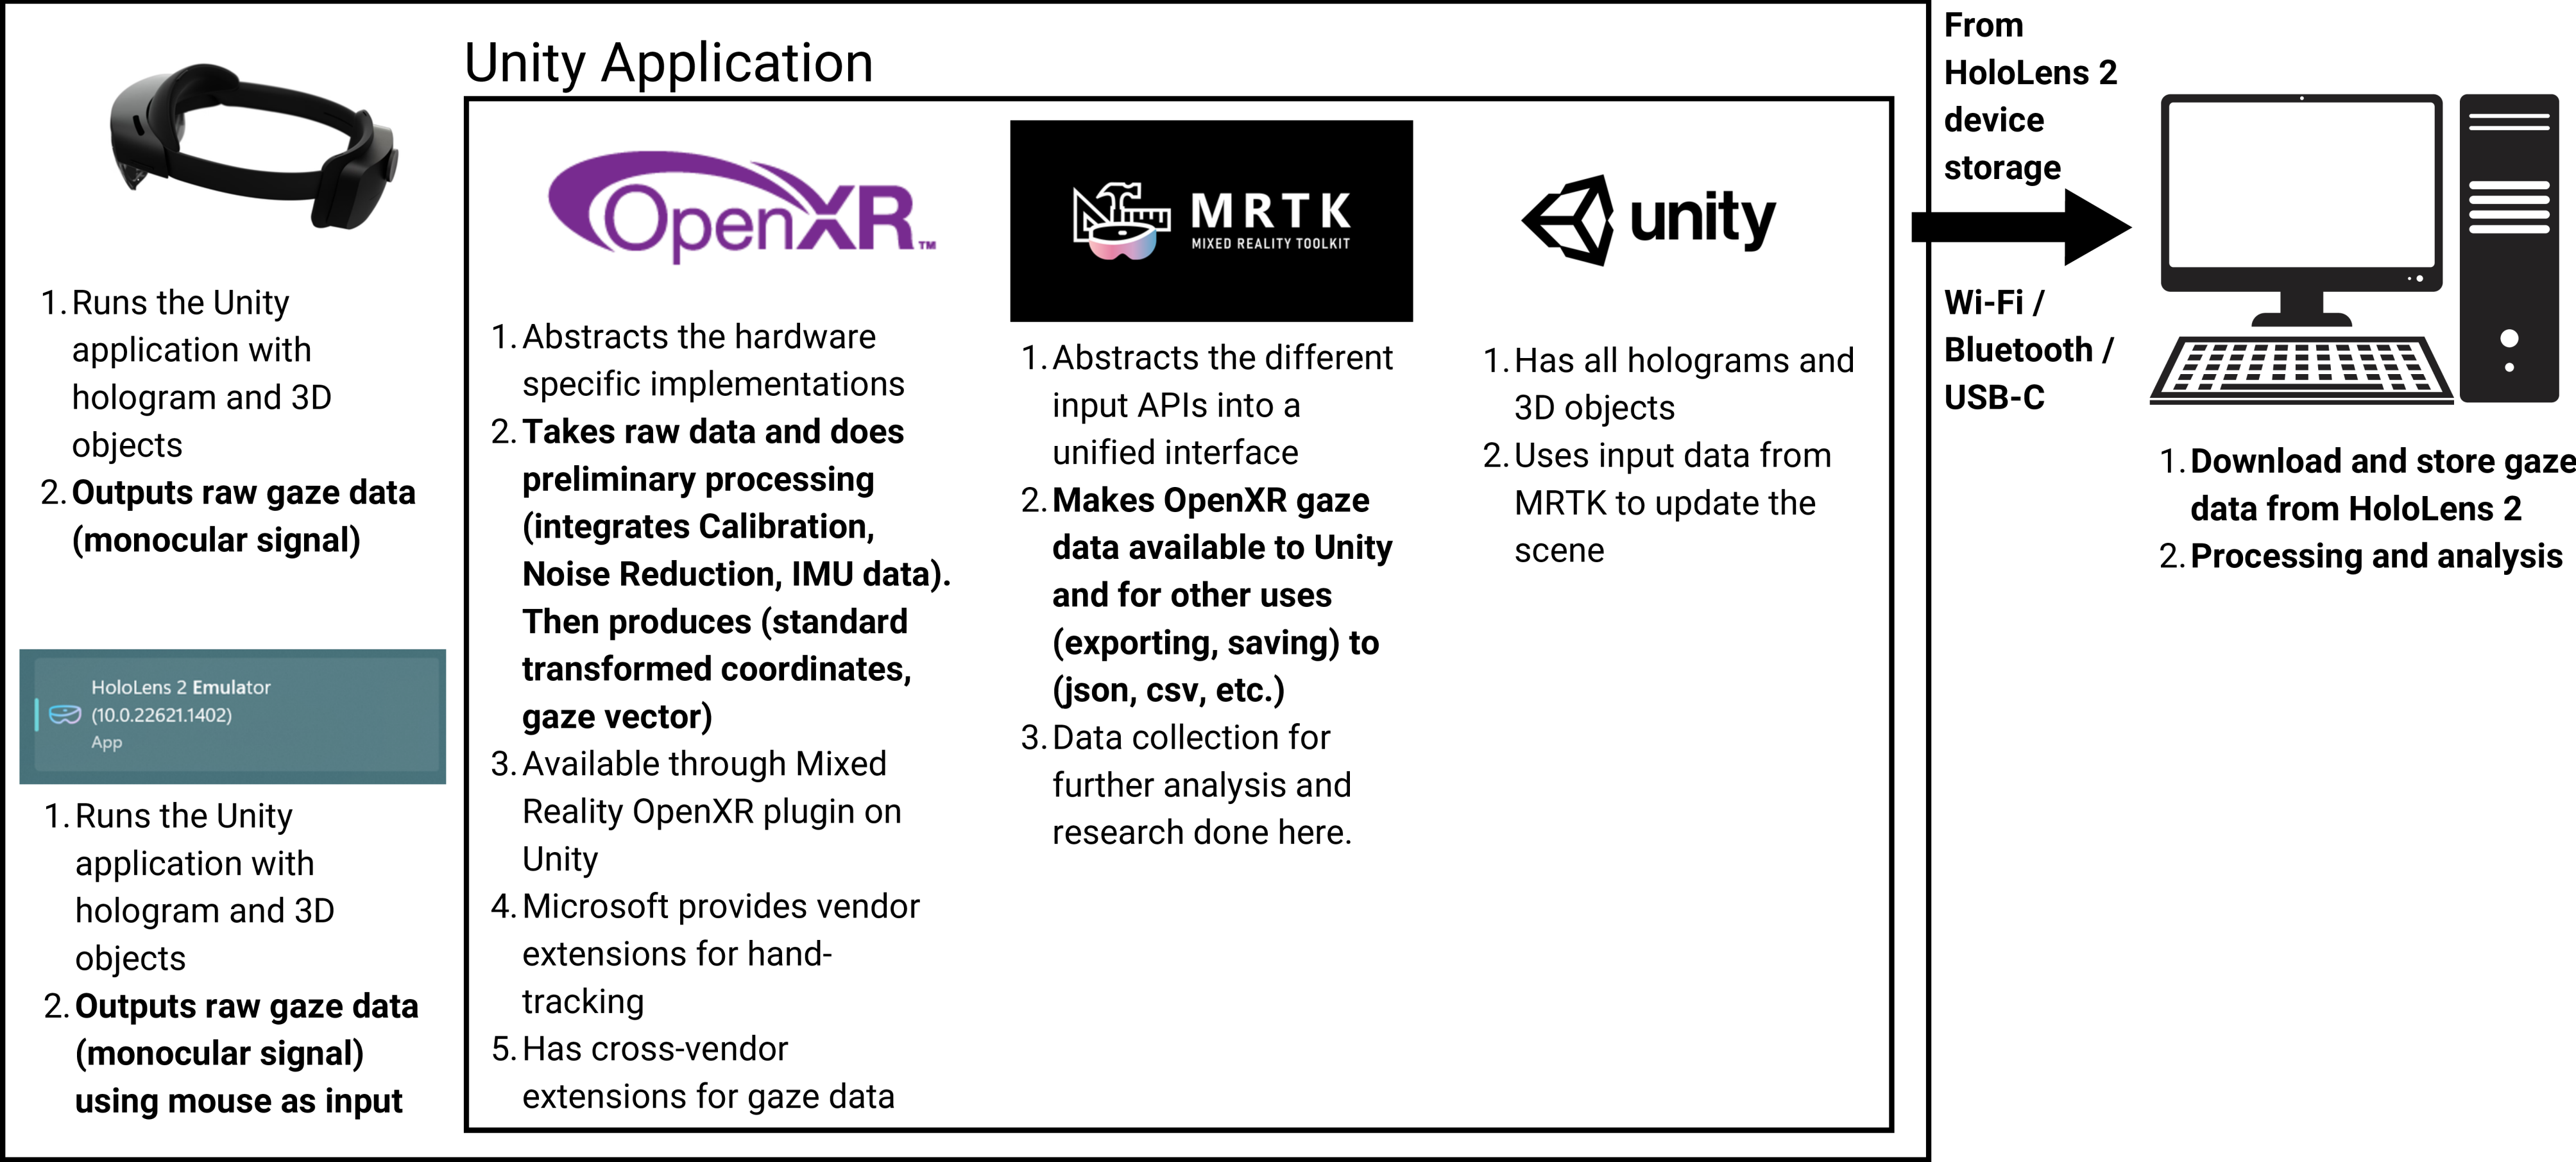 Unity Application
1. Runs the Unity
application with
hologram and 3D
objects
2. Outputs raw gaze data
(monocular signal)
HoloLens 2 Emulator
(10.0.22621.1402)
App
1. Runs the Unity
application with
hologram and 3D
objects
2. Outputs raw gaze data
(monocular signal)
using mouse as input
OpenXR™
1. Abstracts the hardware
specific implementations
2. Takes raw data and does
preliminary processing
(integrates Calibration,
Noise Reduction, IMU data).
Then produces (standard
transformed coordinates,
gaze vector)
3. Available through Mixed
Reality OpenXR plugin on
Unity
4. Microsoft provides vendor
extensions for hand-
tracking
5. Has cross-vendor
extensions for gaze data
MRTK
MIXED REALITY TOOLKIT
1. Abstracts the different
input APIs into a
unified interface
2. Makes OpenXR gaze
data available to Unity
and for other uses
(exporting, saving) to
(json, csv, etc.)
3. Data collection for
further analysis and
research done here.
unity
1. Has all holograms and
3D objects
2. Uses input data from
MRTK to update the
scene
From
HoloLens 2
device
storage
Wi-Fi /
Bluetooth /
USB-C
1. Download and store gaze
data from HoloLens 2
2. Processing and analysis